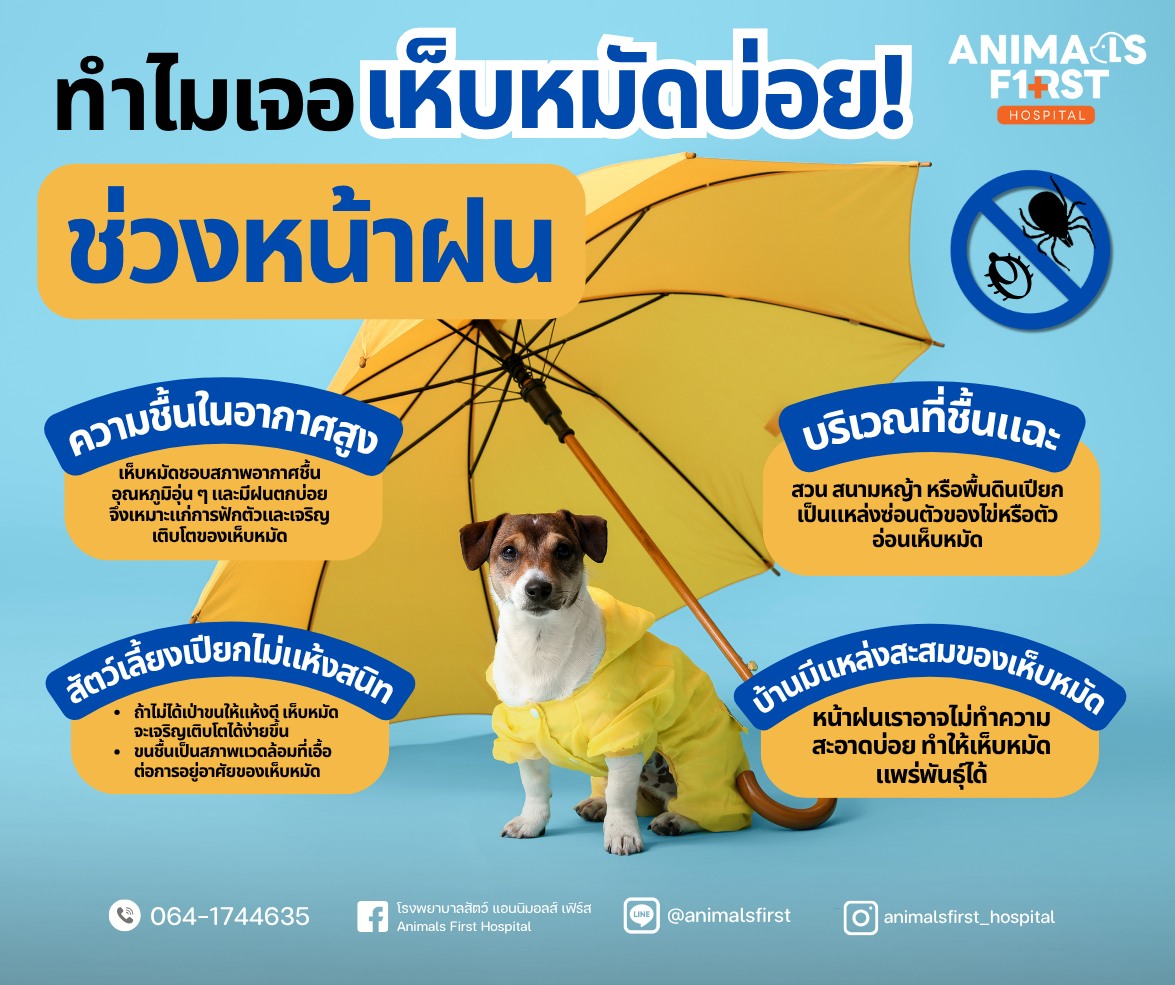 ทำไมเจอเห็บหมัดบ่อย!
ANIMALS
F1RST
HOSPITAL
ช่วงหน้าฝน
ความชื้นในอากาศสูง
เห็บหมัดชอบสภาพอากาศชื้น
อุณหภูมิอุ่น ๆ และมีฝนตกบ่อย
จึงเหมาะแก่การฟักตัวและเจริญ
เติบโตของเห็บหมัด
บริเวณที่ชื้นแฉะ
สวน สนามหญ้า หรือพื้นดินเปียก
เป็นแหล่งซ่อนตัวของไข่หรือตัว
อ่อนเห็บหมัด
สัตว์เลี้ยงเปียกไม่แห้งสนิท
• ถ้าไม่ได้เป่าขนให้แห้งดี เห็บหมัด
จะเจริญเติบโตได้ง่ายขึ้น
• ขนชื้นเป็นสภาพแวดล้อมที่เอื้อ
ต่อการอยู่อาศัยของเห็บหมัด
บ้านมีแหล่งสะสมของเห็บหมัด
หน้าฝนเราอาจไม่ทำความ
สะอาดบ่อย ทำให้เห็บหมัด
แพร่พันธุ์ได้
064-1744635
โรงพยาบาลสัตว์ แอนนิมอลส์ เฟิร์ส
Animals First Hospital
LINE
@animalsfirst
animalsfirst_hospital